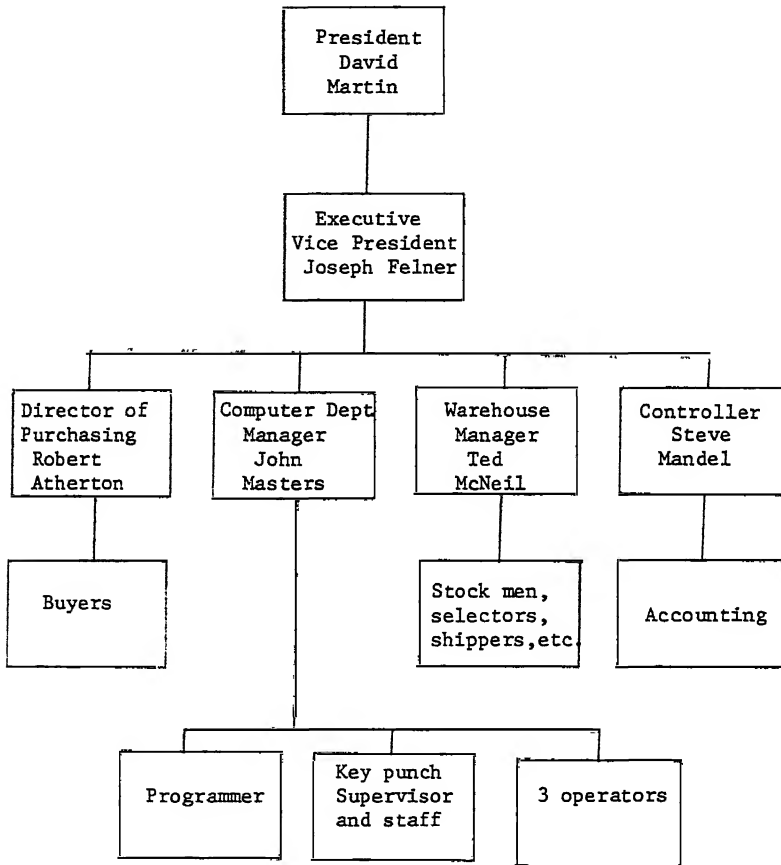 President
David
Martin
Executive
Vice President
Joseph Felner
Director of
Purchasing
Robert
Atherton
Computer Dept
Manager
John
Masters
Warehouse
Manager
Ted
McNeil
Controller
Steve
Mandel
Buyers
Stock men,
selectors,
shippers,etc.
Accounting
Programmer
Key punch
Supervisor
and staff
3 operators